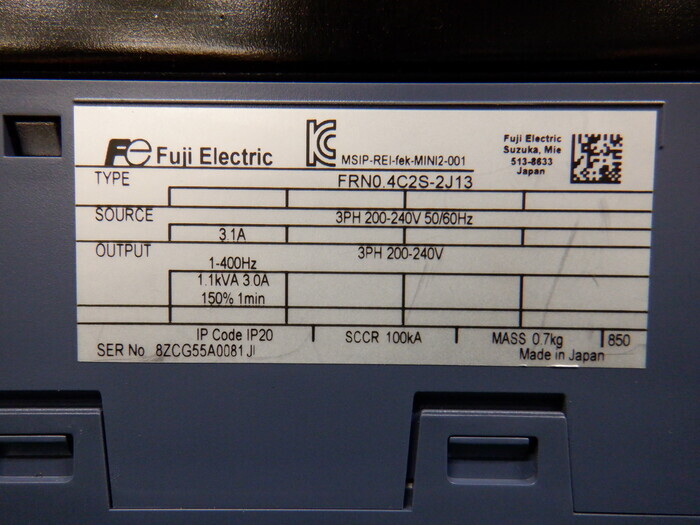 Fe Fuji Electric
KC MSIP-REI-fek-MINI2-001
Fuji Electric
Suzuka, Mie
513-8633
Japan
TYPE FRN0.4C2S-2J13
SOURCE 3PH 200-240V 50/60Hz
3.1A
OUTPUT 3PH 200-240V
1-400Hz
1.1kVA 3.0A
150% 1min
IP Code IP20 SCCR 100kA MASS 0.7kg 850
SER No 8ZCG55A0081 Made in Japan